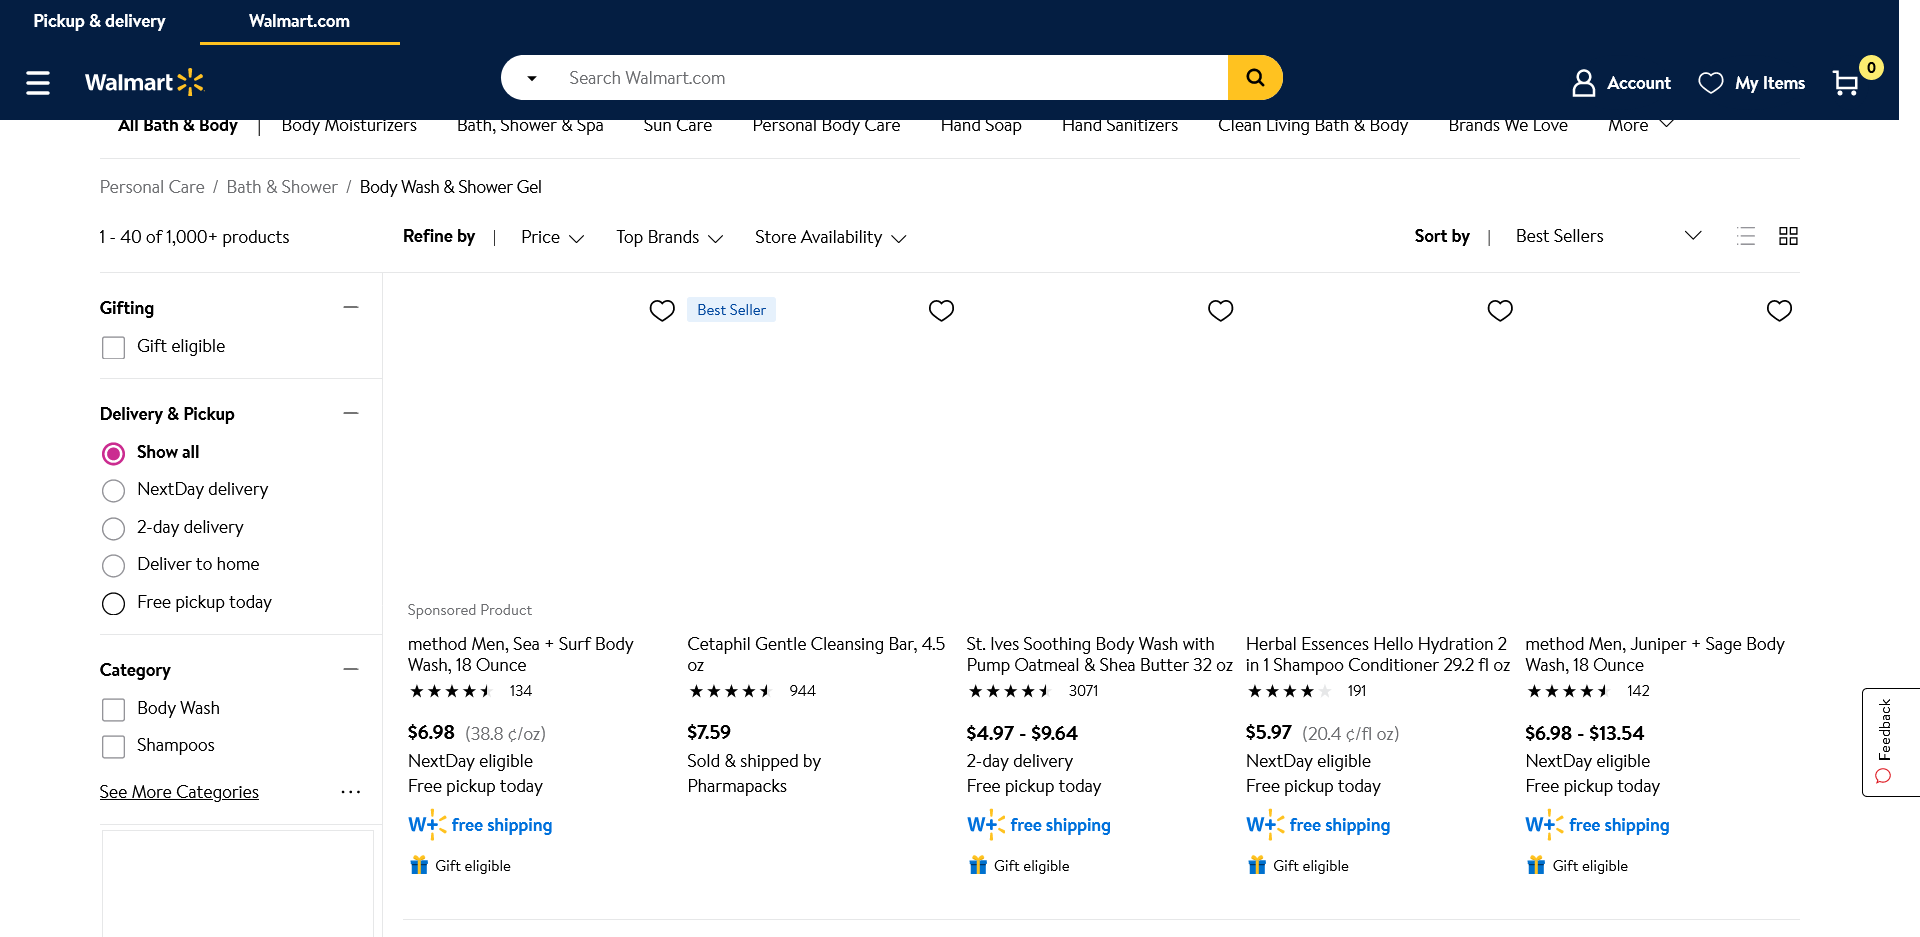 Pickup & delivery Walmart.com
Walmart Search Walmart.com Account My Items 0
All Bath & Body | Body Moisturizers Bath, Shower & Spa Sun Care Personal Body Care Hand Soap Hand Sanitizers Clean Living Bath & Body Brands We Love More
Personal Care / Bath & Shower / Body Wash & Shower Gel
1 - 40 of 1,000+ products Refine by | Price Top Brands Store Availability Sort by | Best Sellers
Gifting
Gift eligible
Delivery & Pickup
Show all
NextDay delivery
2-day delivery
Deliver to home
Free pickup today
Category
Body Wash
Shampoos
See More Categories ...
Sponsored Product
method Men, Sea + Surf Body
Wash, 18 Ounce
134
$6.98 (38.8 ¢/oz)
NextDay eligible
Free pickup today
W+ free shipping
Gift eligible
Best Seller
Cetaphil Gentle Cleansing Bar, 4.5
oz
944
$7.59
Sold & shipped by
Pharmapacks
St. Ives Soothing Body Wash with
Pump Oatmeal & Shea Butter 32 oz
3071
$4.97 - $9.64
2-day delivery
Free pickup today
W+ free shipping
Gift eligible
Herbal Essences Hello Hydration 2
in 1 Shampoo Conditioner 29.2 fl oz
191
$5.97 (20.4 ¢/fl oz)
NextDay eligible
Free pickup today
W+ free shipping
Gift eligible
method Men, Juniper + Sage Body
Wash, 18 Ounce
142
$6.98 - $13.54
NextDay eligible
Free pickup today
W+ free shipping
Gift eligible
Feedback